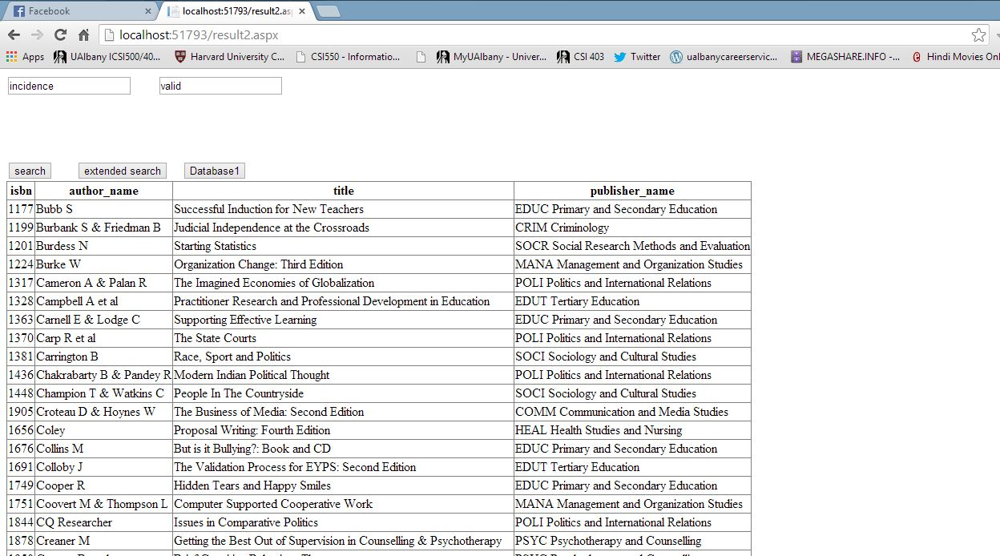 Facebook
localhost:51793/result2.as
localhost:51793/result2.aspx
Apps UAlbany ICSI500/40... Harvard University C... CSI550 - Informatio... MyUAlbany - Univer... CSI 403 Twitter ualbanycareerservic... MEGASHARE.INFO -... Hindi Movies Onl
incidence valid
search extended search Database1
isbn author_name title publisher_name
1177 Bubb S Successful Induction for New Teachers EDUC Primary and Secondary Education
1199 Burbank S & Friedman B Judicial Independence at the Crossroads CRIM Criminology
1201 Burdess N Starting Statistics SOCR Social Research Methods and Evaluation
1224 Burke W Organization Change: Third Edition MANA Management and Organization Studies
1317 Cameron A & Palan R The Imagined Economies of Globalization POLI Politics and International Relations
1328 Campbell A et al Practitioner Research and Professional Development in Education EDUT Tertiary Education
1363 Carnell E & Lodge C Supporting Effective Learning EDUC Primary and Secondary Education
1370 Carp R et al The State Courts POLI Politics and International Relations
1381 Carrington B Race, Sport and Politics SOCI Sociology and Cultural Studies
1436 Chakrabarty B & Pandey R Modern Indian Political Thought POLI Politics and International Relations
1448 Champion T & Watkins C People In The Countryside SOCI Sociology and Cultural Studies
1905 Croteau D & Hoynes W The Business of Media: Second Edition COMM Communication and Media Studies
1656 Coley Proposal Writing: Fourth Edition HEAL Health Studies and Nursing
1676 Collins M But is it Bullying?: Book and CD EDUC Primary and Secondary Education
1691 Colloby J The Validation Process for EYPS: Second Edition EDUT Tertiary Education
1749 Cooper R Hidden Tears and Happy Smiles EDUC Primary and Secondary Education
1751 Coovert M & Thompson L Computer Supported Cooperative Work MANA Management and Organization Studies
1844 CQ Researcher Issues in Comparative Politics POLI Politics and International Relations
1878 Creaner M Getting the Best Out of Supervision in Counselling & Psychotherapy PSYC Psychotherapy and Counselling